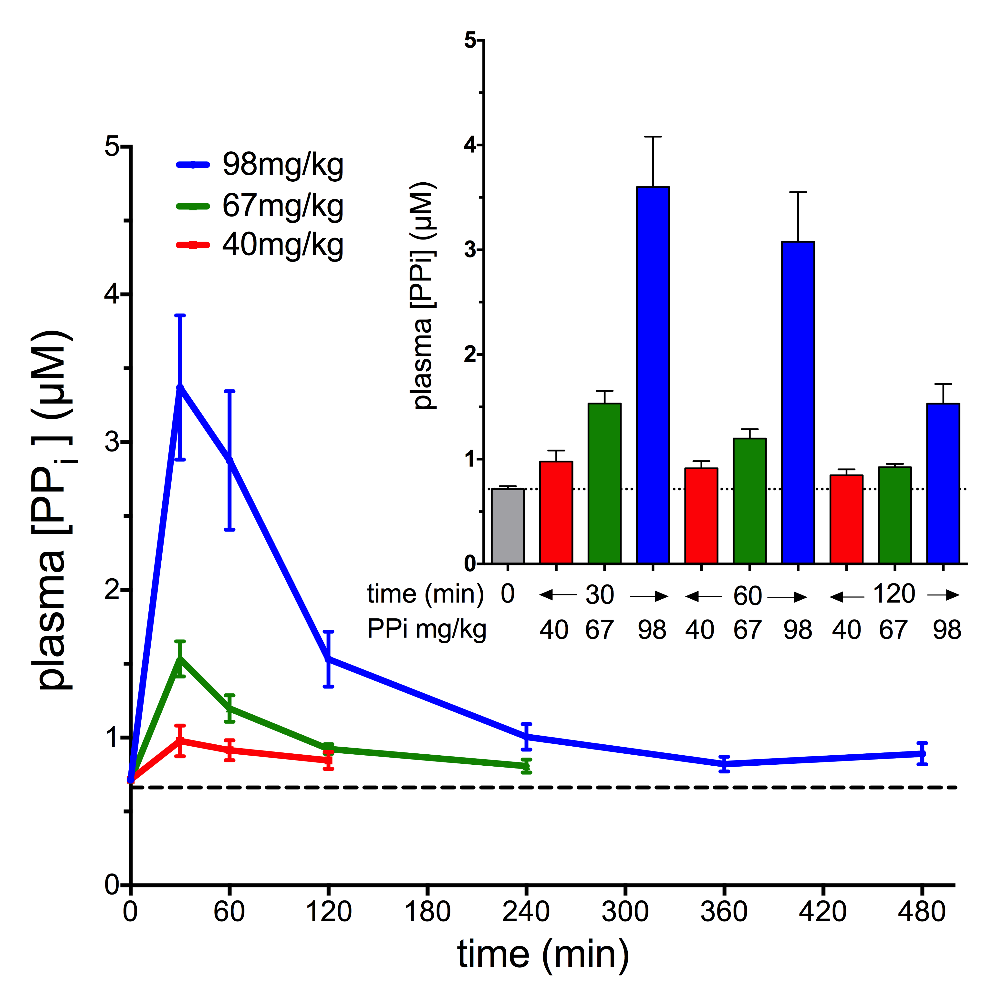 5
4
3
2
1
0
plasma [PPi] (µM)
time (min) 0 30 60 120
PPi mg/kg 40 67 98 40 67 98 40 67 98
98mg/kg
67mg/kg
40mg/kg
5
4
3
2
1
0
plasma [PPi] (µM)
0 60 120 180 240 300 360 420 480
time (min)